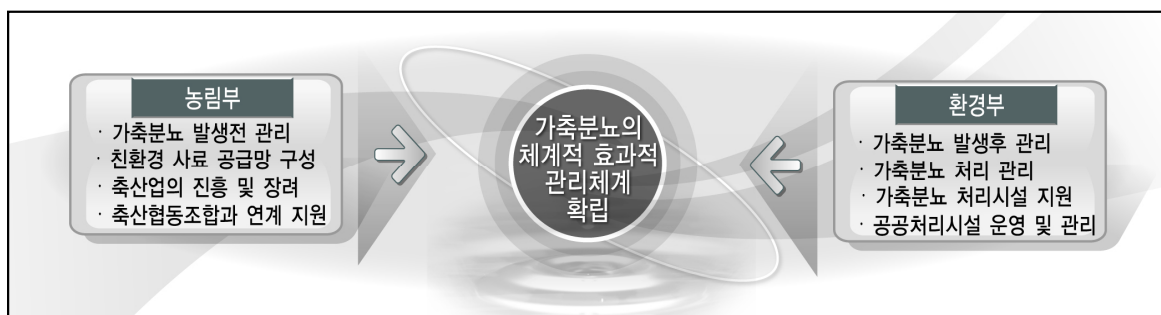 농림부
· 가축분뇨 발생전 관리
· 친환경 사료 공급망 구성
· 축산업의 진흥 및 장려
· 축산협동조합과 연계 지원
가축분뇨의
체계적 효과적
관리체계
확립
환경부
· 가축분뇨 발생후 관리
· 가축분뇨 처리 관리
· 가축분뇨 처리시설 지원
· 공공처리시설 운영 및 관리